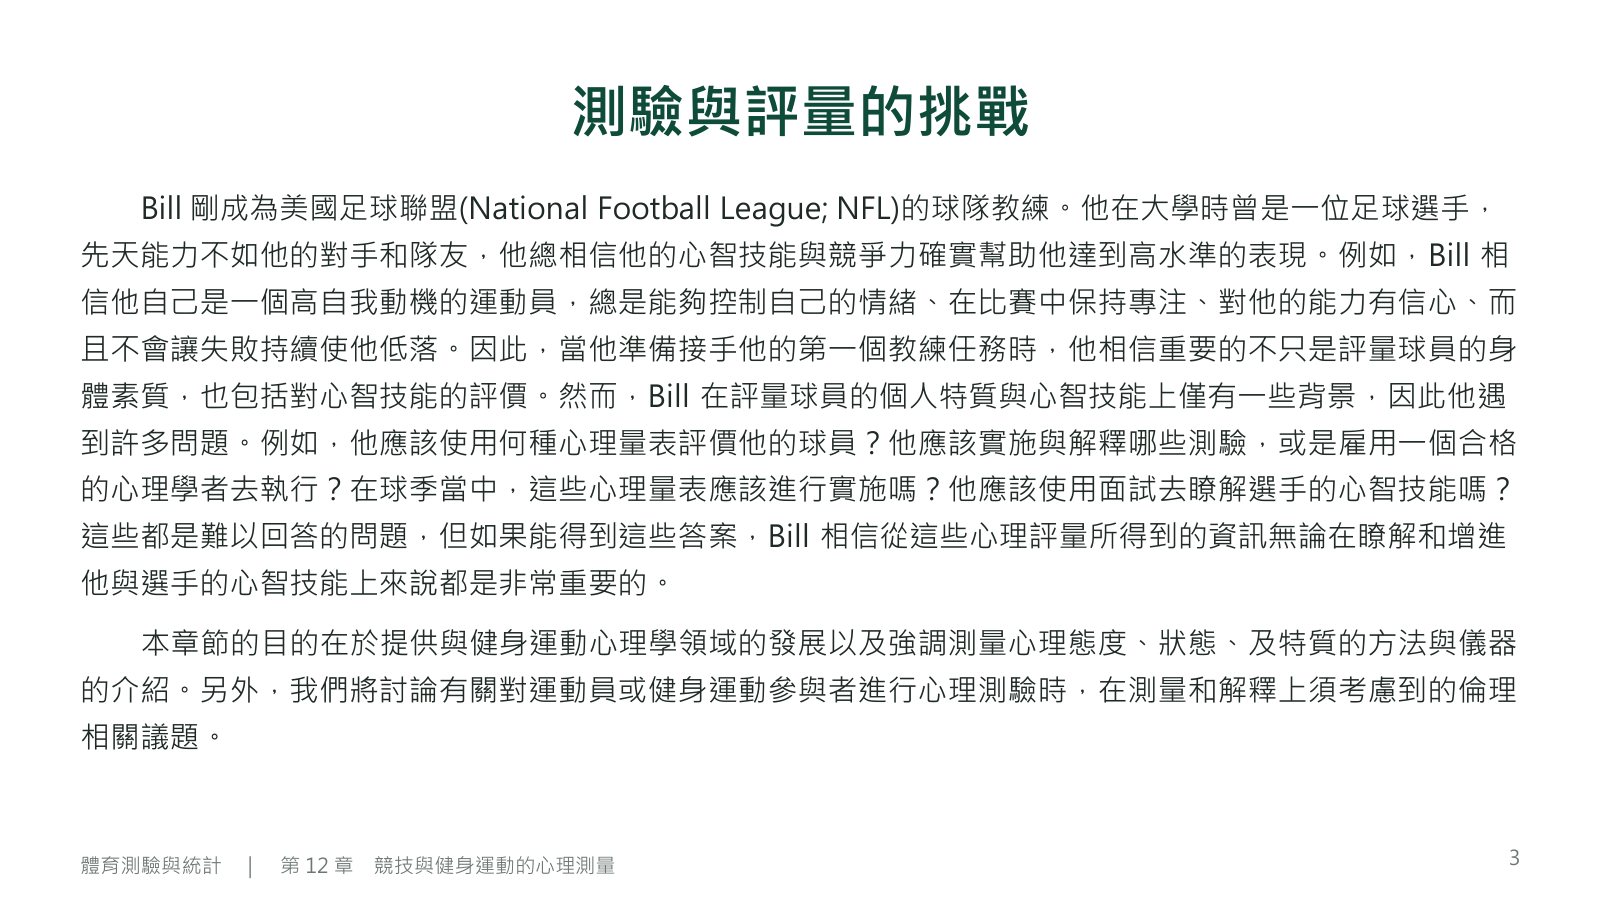 測驗與評量的挑戰
Bill 剛成為美國足球聯盟(National Football League; NFL)的球隊教練。他在大學時曾是一位足球選手，
先天能力不如他的對手和隊友，他總相信他的心智技能與競爭力確實幫助他達到高水準的表現。例如，Bill 相
信他自己是一個高自我動機的運動員，總是能夠控制自己的情緒、在比賽中保持專注、對他的能力有信心、而
且不會讓失敗持續使他低落。因此，當他準備接手他的第一個教練任務時，他相信重要的不只是評量球員的身
體素質，也包括對心智技能的評價。然而，Bill 在評量球員的個人特質與心智技能上僅有一些背景，因此他遇
到許多問題。例如，他應該使用何種心理量表評價他的球員？他應該實施與解釋哪些測驗，或是雇用一個合格
的心理學者去執行？在球季當中，這些心理量表應該進行實施嗎？他應該使用面試去瞭解選手的心智技能嗎？
這些都是難以回答的問題，但如果能得到這些答案，Bill 相信從這些心理評量所得到的資訊無論在瞭解和增進
他與選手的心智技能上來說都是非常重要的。
本章節的目的在於提供與健身運動心理學領域的發展以及強調測量心理態度、狀態、及特質的方法與儀器
的介紹。另外，我們將討論有關對運動員或健身運動參與者進行心理測驗時，在測量和解釋上須考慮到的倫理
相關議題。
體育測驗與統計 | 第 12 章 競技與健身運動的心理測量
3